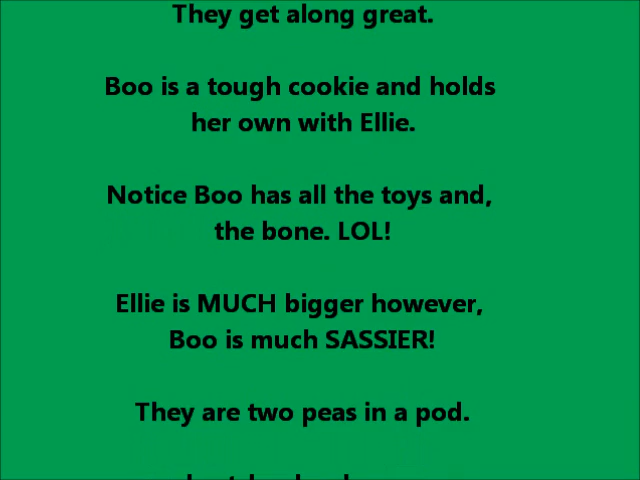 They get along great.
Boo is a tough cookie and holds
her own with Ellie.
Notice Boo has all the toys and,
the bone. LOL!
Ellie is MUCH bigger however,
Boo is much SASSIER!
They are two peas in a pod.